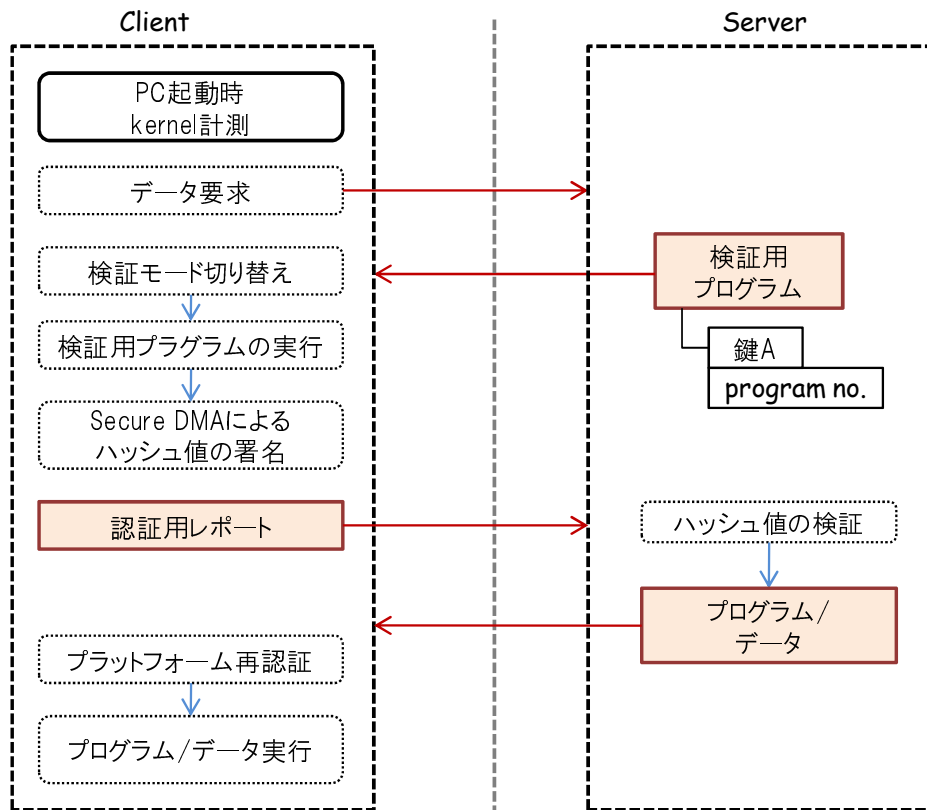 Client
Server
PC起動時
kernel計測
データ要求
検証モード切り替え
検証用
プログラム
検証用プラグラムの実行
鍵A
program no.
Secure DMAによる
ハッシュ値の署名
認証用レポート
ハッシュ値の検証
プログラム/
データ
プラットフォーム再認証
プログラム/データ実行